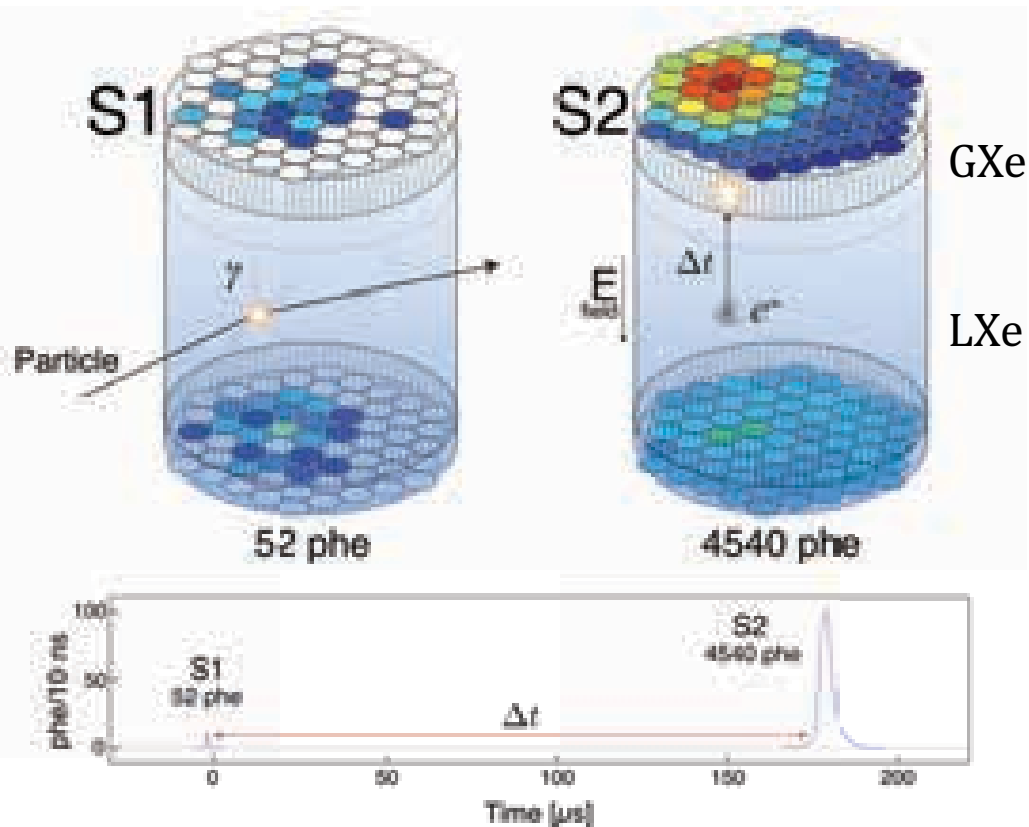 S1
S2
GXe
γ
Δt
E
field
e⁻
LXe
Particle
52 phe
4540 phe
phe/10 ns
100
50
0
S1
52 phe
S2
4540 phe
Δt
0
50
100
150
200
Time [µs]